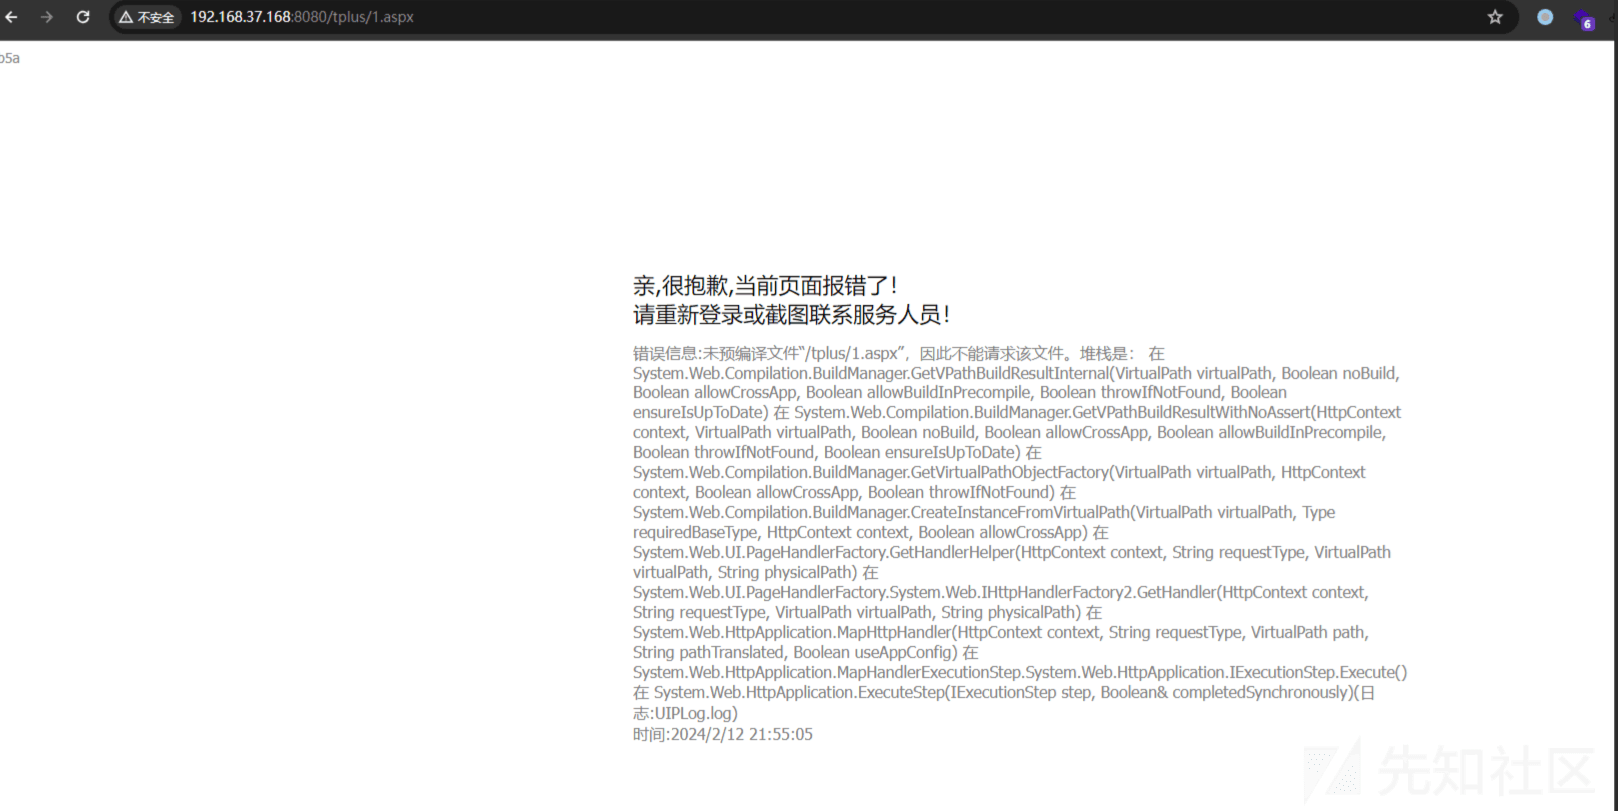 不安全 192.168.37.168:8080/tplus/1.aspx
6
b5a
亲,很抱歉,当前页面报错了!
请重新登录或截图联系服务人员!
错误信息:未预编译文件“/tplus/1.aspx”，因此不能请求该文件。堆栈是： 在
System.Web.Compilation.BuildManager.GetVPathBuildResultInternal(VirtualPath virtualPath, Boolean noBuild,
Boolean allowCrossApp, Boolean allowBuildInPrecompile, Boolean throwIfNotFound, Boolean
ensureIsUpToDate) 在 System.Web.Compilation.BuildManager.GetVPathBuildResultWithNoAssert(HttpContext
context, VirtualPath virtualPath, Boolean noBuild, Boolean allowCrossApp, Boolean allowBuildInPrecompile,
Boolean throwIfNotFound, Boolean ensureIsUpToDate) 在
System.Web.Compilation.BuildManager.GetVirtualPathObjectFactory(VirtualPath virtualPath, HttpContext
context, Boolean allowCrossApp, Boolean throwIfNotFound) 在
System.Web.Compilation.BuildManager.CreateInstanceFromVirtualPath(VirtualPath virtualPath, Type
requiredBaseType, HttpContext context, Boolean allowCrossApp) 在
System.Web.UI.PageHandlerFactory.GetHandlerHelper(HttpContext context, String requestType, VirtualPath
virtualPath, String physicalPath) 在
System.Web.UI.PageHandlerFactory.System.Web.IHttpHandlerFactory2.GetHandler(HttpContext context,
String requestType, VirtualPath virtualPath, String physicalPath) 在
System.Web.HttpApplication.MapHttpHandler(HttpContext context, String requestType, VirtualPath path,
String pathTranslated, Boolean useAppConfig) 在
System.Web.HttpApplication.MapHandlerExecutionStep.System.Web.HttpApplication.IExecutionStep.Execute()
在 System.Web.HttpApplication.ExecuteStep(IExecutionStep step, Boolean& completedSynchronously)(日
志:UIPLog.log)
时间:2024/2/12 21:55:05
先知社区